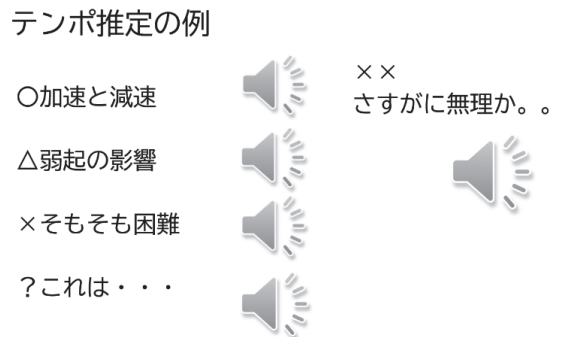 テンポ推定の例
〇加速と減速
△弱起の影響
×そもそも困難
？これは・・・
××
さすがに無理か。。